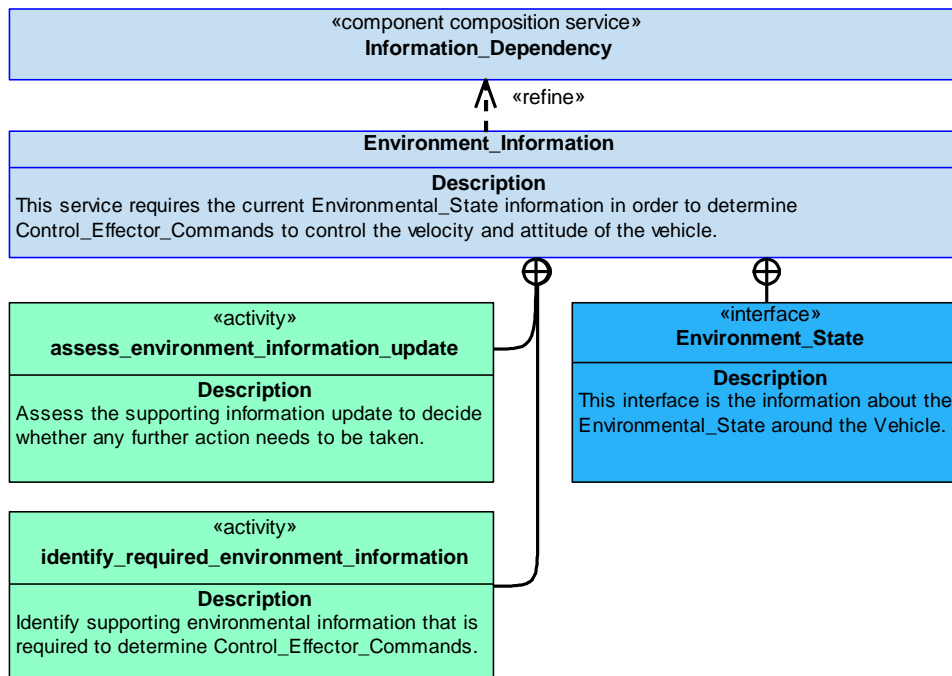 «component composition service»
Information_Dependency
«refine»
Environment_Information
Description
This service requires the current Environmental_State information in order to determine
Control_Effector_Commands to control the velocity and attitude of the vehicle.
«activity»
assess_environment_information_update
Description
Assess the supporting information update to decide
whether any further action needs to be taken.
«interface»
Environment_State
Description
This interface is the information about the
Environmental_State around the Vehicle.
«activity»
identify_required_environment_information
Description
Identify supporting environmental information that is
required to determine Control_Effector_Commands.